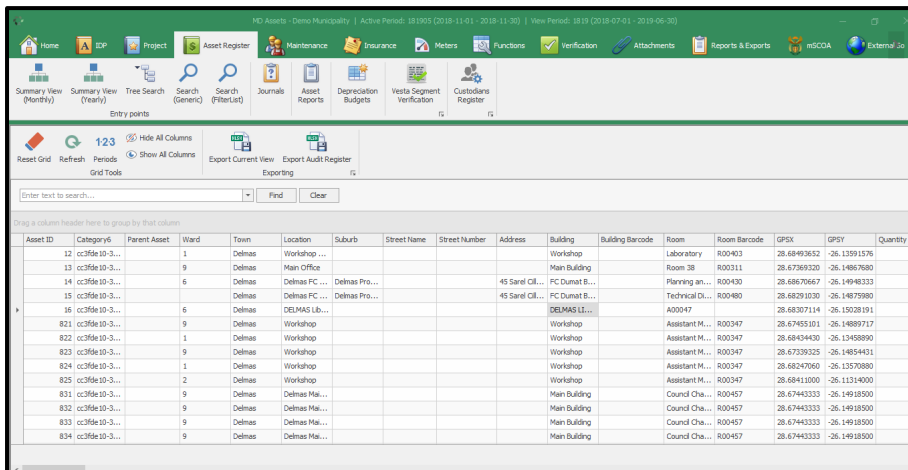 MD Assets - Demo Municipality | Active Period: 181905 (2018-11-01 - 2018-11-30) | View Period: 1819 (2018-07-01 - 2019-06-30)
Home IDP Project Asset Register Maintenance Insurance Meters Functions Verification Attachments Reports & Exports mSCOA External So
Summary View (Monthly) Summary View (Yearly) Tree Search Search (Generic) Search (FilterList) Journals Asset Reports Depreciation Budgets Vesta Segment Verification Custodians Register
Entry points
Reset Grid Refresh 1·2·3 Periods Hide All Columns Show All Columns Export Current View Export Audit Register
Grid Tools Exporting
Enter text to search... Find Clear
Drag a column header here to group by that column
Asset ID Category6 Parent Asset Ward Town Location Suburb Street Name Street Number Address Building Building Barcode Room Room Barcode GPSX GPSY Quantity
12 cc3fde10-3... 1 Delmas Workshop ... Workshop Laboratory R00403 28.68493652 -26.13591576
13 cc3fde10-3... 9 Delmas Main Office Main Building Room 38 R00311 28.67369320 -26.14867680
14 cc3fde10-3... 6 Delmas Delmas FC ... Delmas Pro... 45 Sarel Cill... FC Dumat B... Planning an... R00430 28.68670667 -26.14948333
15 cc3fde10-3... Delmas Delmas FC ... Delmas Pro... 45 Sarel Cill... FC Dumat B... Technical Di... R00480 28.68291030 -26.14875980
16 cc3fde10-3... 6 Delmas DELMAS Lib... DELMAS LI... A00047 28.68307114 -26.15028191
821 cc3fde10-3... 9 Delmas Workshop Workshop Assistant M... R00347 28.67455101 -26.14889717
822 cc3fde10-3... 1 Delmas Workshop Workshop Assistant M... R00347 28.68434430 -26.13458890
823 cc3fde10-3... 9 Delmas Workshop Workshop Assistant M... R00347 28.67339325 -26.14854431
824 cc3fde10-3... 1 Delmas Workshop Workshop Assistant M... R00347 28.68247060 -26.13570880
825 cc3fde10-3... 2 Delmas Workshop Workshop Assistant M... R00347 28.68411000 -26.11314000
831 cc3fde10-3... 9 Delmas Delmas Mai... Main Building Council Cha... R00457 28.67443333 -26.14918500
832 cc3fde10-3... 9 Delmas Delmas Mai... Main Building Council Cha... R00457 28.67443333 -26.14918500
833 cc3fde10-3... 9 Delmas Delmas Mai... Main Building Council Cha... R00457 28.67443333 -26.14918500
834 cc3fde10-3... 9 Delmas Delmas Mai... Main Building Council Cha... R00457 28.67443333 -26.14918500